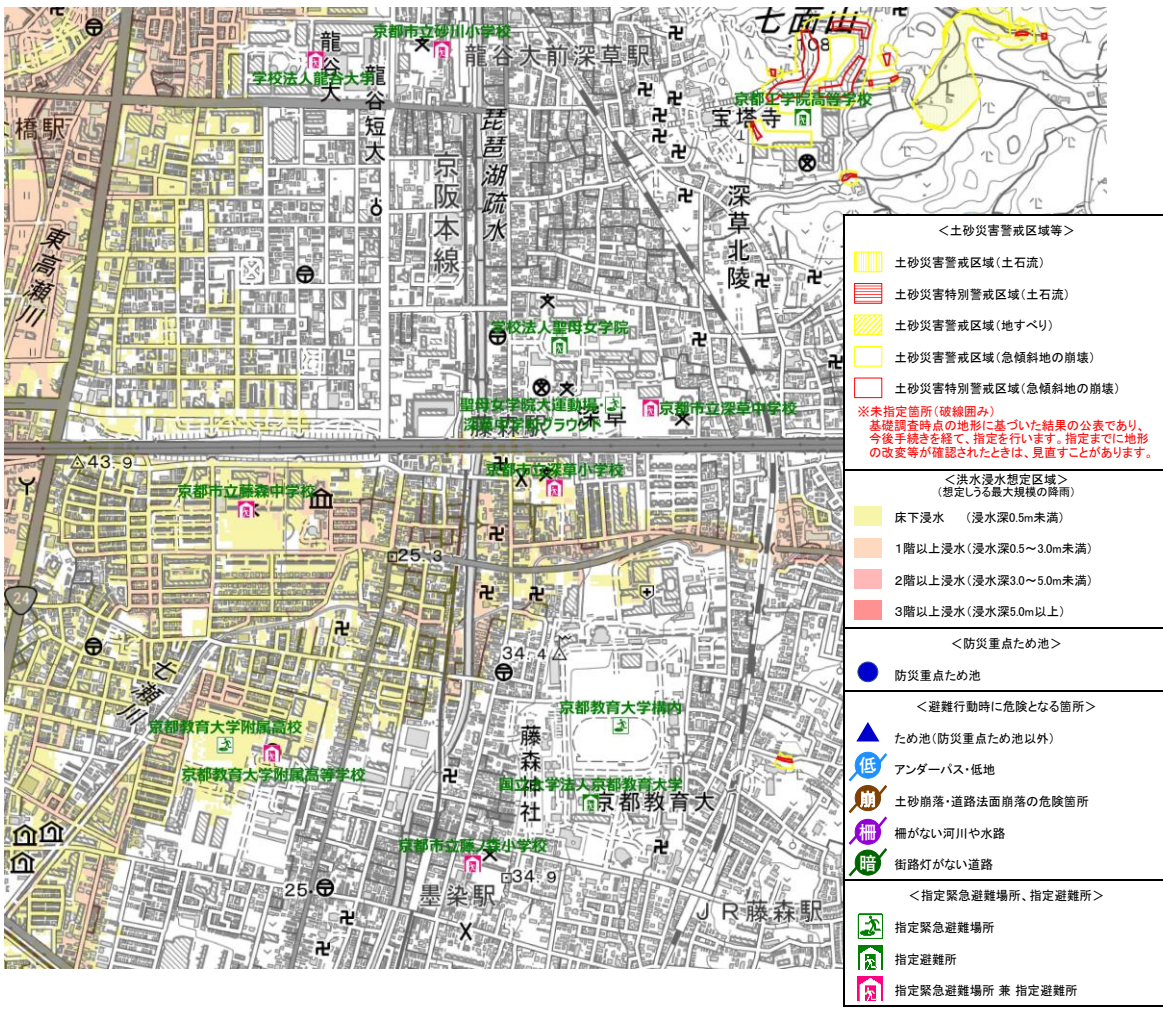 七面山
・108
京都市立砂川小学校
龍谷大前深草駅
龍谷大
学校法人龍谷大学
龍谷短大
京都工学院高等学校
宝塔寺
橋駅
琵琶湖疏水
京阪本線
深草北陵
東高瀬川
学校法人聖母女学院
聖母女学院大運動場・
深草中学校グラウンド
深草
京都市立深草中学校
藤森駅
43.9
京都市立深草小学校
京都市立藤森中学校
25.3
24
34.4
七瀬川
京都教育大学構内
京都教育大学附属高校
京都教育大学附属高等学校
藤森神社
国立大学法人京都教育大学
京都教育大
京都市立藤ノ森小学校
34.9
25.
墨染駅
JR藤森駅
＜土砂災害警戒区域等＞
土砂災害警戒区域(土石流)
土砂災害特別警戒区域(土石流)
土砂災害警戒区域(地すべり)
土砂災害警戒区域(急傾斜地の崩壊)
土砂災害特別警戒区域(急傾斜地の崩壊)
※未指定箇所(破線囲み)
基礎調査時点の地形に基づいた結果の公表であり、
今後手続きを経て、指定を行います。指定までに地形
の改変等が確認されたときは、見直すことがあります。
＜洪水浸水想定区域＞
(想定しうる最大規模の降雨)
床下浸水　(浸水深0.5m未満)
1階以上浸水(浸水深0.5～3.0m未満)
2階以上浸水(浸水深3.0～5.0m未満)
3階以上浸水(浸水深5.0m以上)
＜防災重点ため池＞
防災重点ため池
＜避難行動時に危険となる箇所＞
ため池(防災重点ため池以外)
低 アンダーパス・低地
崩 土砂崩落・道路法面崩落の危険箇所
柵 柵がない河川や水路
暗 街路灯がない道路
＜指定緊急避難場所、指定避難所＞
指定緊急避難場所
指定避難所
指定緊急避難場所 兼 指定避難所